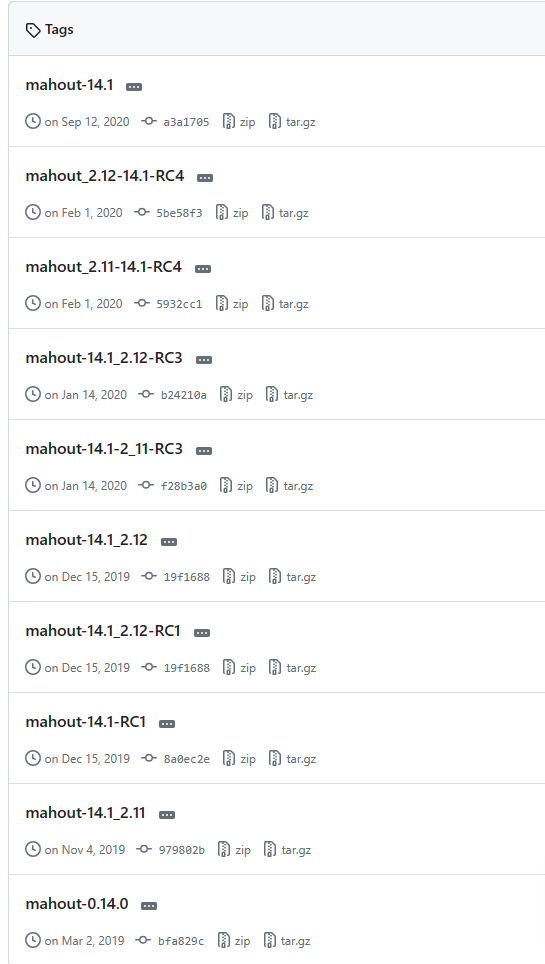 Tags
mahout-14.1
on Sep 12, 2020 a3a1705 zip tar.gz
mahout_2.12-14.1-RC4
on Feb 1, 2020 5be58f3 zip tar.gz
mahout_2.11-14.1-RC4
on Feb 1, 2020 5932cc1 zip tar.gz
mahout-14.1_2.12-RC3
on Jan 14, 2020 b24210a zip tar.gz
mahout-14.1-2_11-RC3
on Jan 14, 2020 f28b3a0 zip tar.gz
mahout-14.1_2.12
on Dec 15, 2019 19f1688 zip tar.gz
mahout-14.1_2.12-RC1
on Dec 15, 2019 19f1688 zip tar.gz
mahout-14.1-RC1
on Dec 15, 2019 8a0ec2e zip tar.gz
mahout-14.1_2.11
on Nov 4, 2019 979802b zip tar.gz
mahout-0.14.0
on Mar 2, 2019 bfa829c zip tar.gz